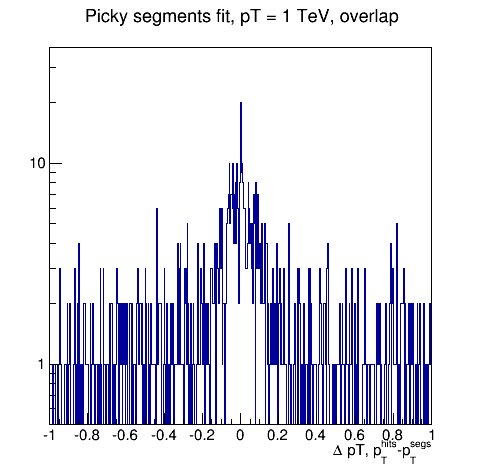 Picky segments fit, pT = 1 TeV, overlap
10
1
-1 -0.8 -0.6 -0.4 -0.2 0 0.2 0.4 0.6 0.8 1
Δ pT, p_T^hits-p_T^segs